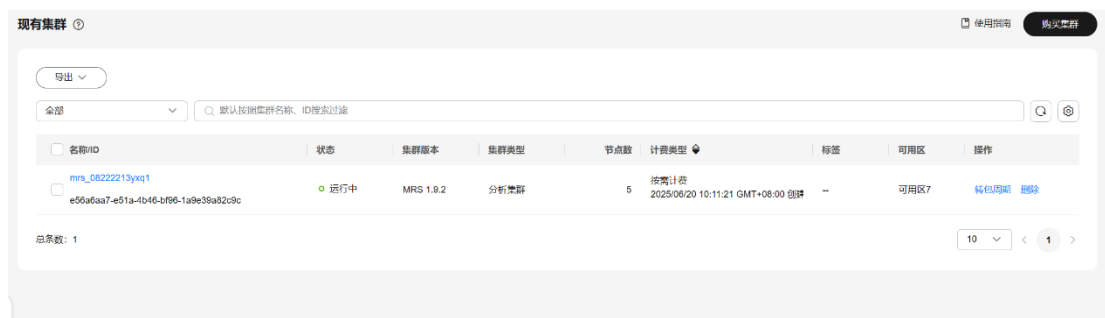 现有集群
使用指南
购买集群
导出
全部
默认按照集群名称、ID搜索过滤
名称/ID 状态 集群版本 集群类型 节点数 计费类型 标签 可用区 操作
mrs_08222213yxq1
e56a6aa7-e51a-4b46-bf96-1a9e39a82c9c
运行中
MRS 1.9.2
分析集群
5
按需计费
2025/06/20 10:11:21 GMT+08:00 创建
--
可用区7
转包周期 删除
总条数: 1
10
1